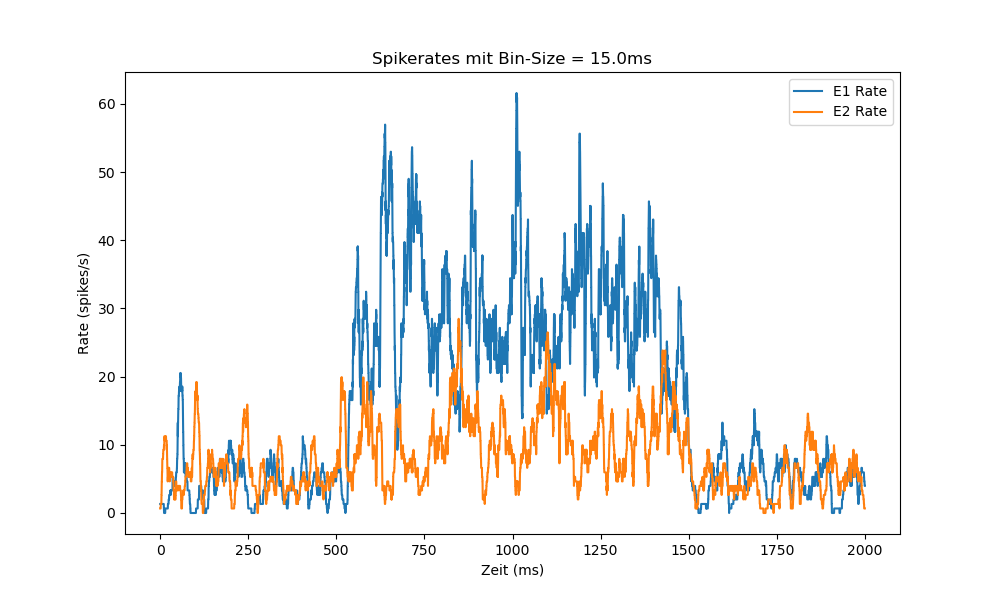 Spikerates mit Bin-Size = 15.0ms
E1 Rate
E2 Rate
60
50
40
30
20
10
0
Rate (spikes/s)
0 250 500 750 1000 1250 1500 1750 2000
Zeit (ms)